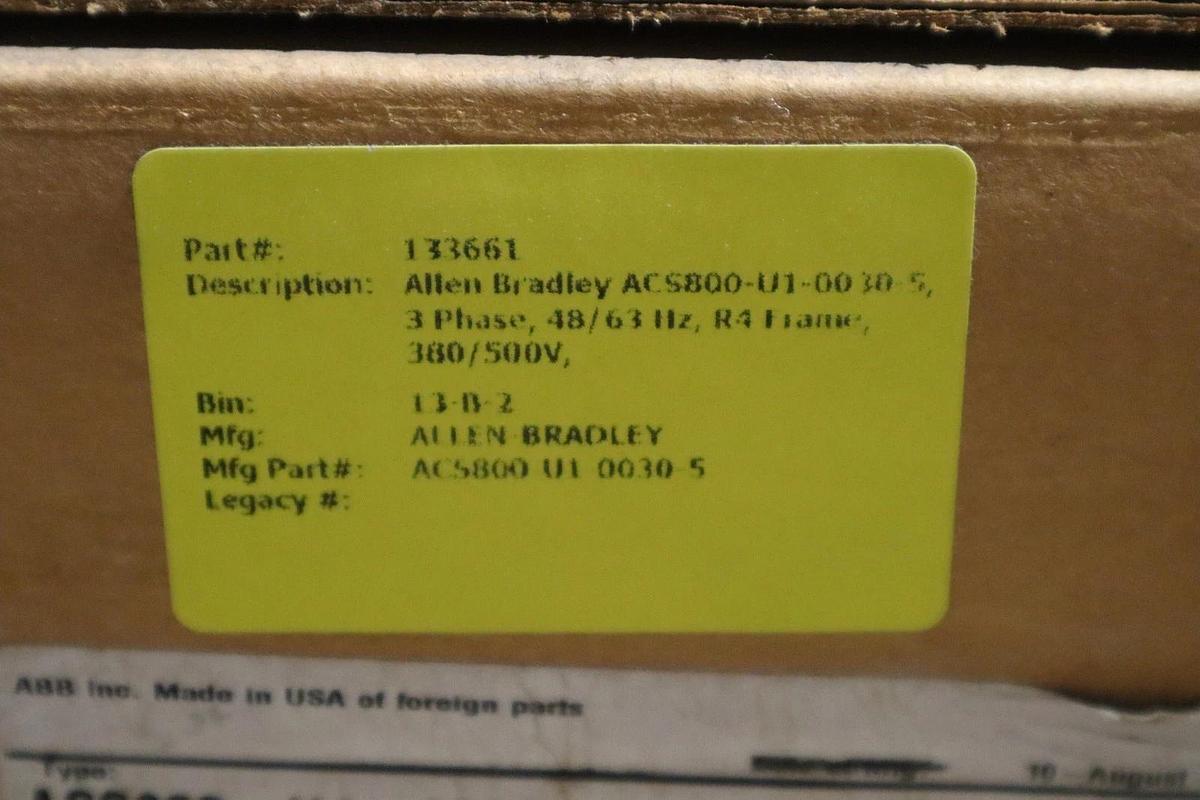 Part#: 133661
Description: Allen Bradley ACS800-U1-0030-5,
3 Phase, 48/63 Hz, R4 Frame,
380/500V,
Bin: 13-B-2
Mfg: ALLEN-BRADLEY
Mfg Part#: ACS800-U1-0030-5
Legacy #:
ABB Inc. Made in USA of foreign parts
Type:
10 August